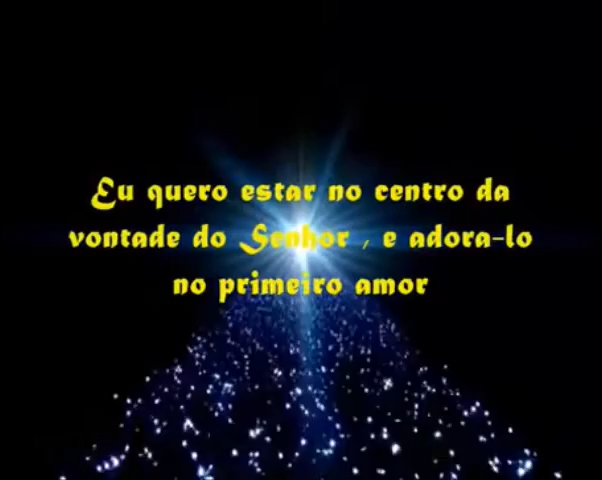 Eu quero estar no centro da
vontade do Senhor , e adora-lo
no primeiro amor